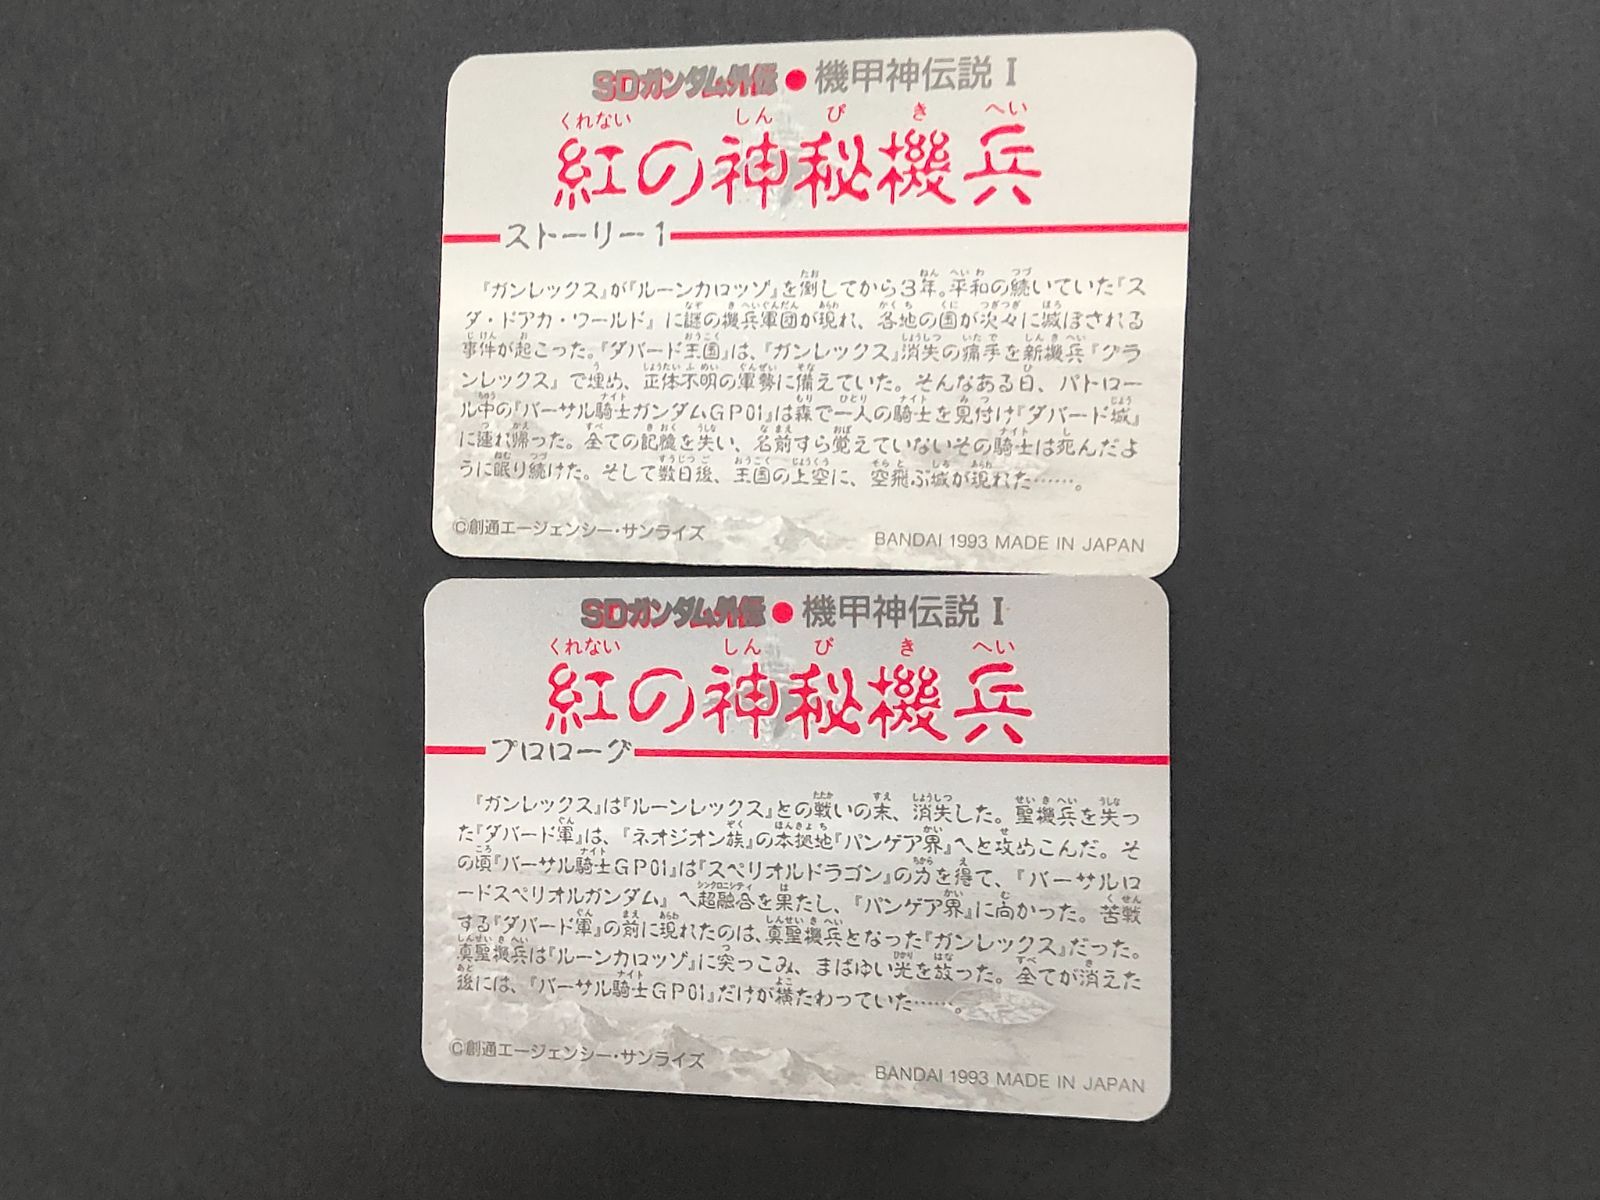 SDガンダム外伝●機甲神伝説Ⅰ
くれない しん ぴ き へい
紅の神秘機兵
ストーリー1
『ガンレックス』が『ルーンカロッゾ』を倒してから3年。平和の続いていた『ス
ダ・ドアカ・ワールド』に謎の機兵軍団が現れ、各地の国が次々に滅ぼされる
事件が起こった。『ダバード王国』は、『ガンレックス』消失の痛手を新機兵『グラ
ンレックス』で埋め、正体不明の軍勢に備えていた。そんなある日、パトロー
ル中の『バーサル騎士ガンダムGP01』は森で一人の騎士を見付け『ダバード城』
に連れ帰った。全ての記憶を失い、名前すら覚えていないその騎士は死んだよ
うに眠り続けた。そして数日後、王国の上空に、空飛ぶ城が現れた……。
©創通エージェンシー・サンライズ
BANDAI 1993 MADE IN JAPAN
SDガンダム外伝●機甲神伝説Ⅰ
くれない しん ぴ き へい
紅の神秘機兵
プロローグ
『ガンレックス』は『ルーンレックス』との戦いの末、消失した。聖機兵を失っ
た『ダバード軍』は、『ネオジオン族』の本拠地『パンゲア界』へと攻めこんだ。そ
の頃『バーサル騎士GP01』は『スペリオルドラゴン』の力を得て、『バーサルロ
ードスペリオルガンダム』へ超融合を果たし、『パンゲア界』に向かった。苦戦
する『ダバード軍』の前に現れたのは、真聖機兵となった『ガンレックス』だった。
真聖機兵は『ルーンカロッゾ』に突っこみ、まばゆい光を放った。全てが消えた
後には、『バーサル騎士GP01』だけが横たわっていた……。
©創通エージェンシー・サンライズ
BANDAI 1993 MADE IN JAPAN